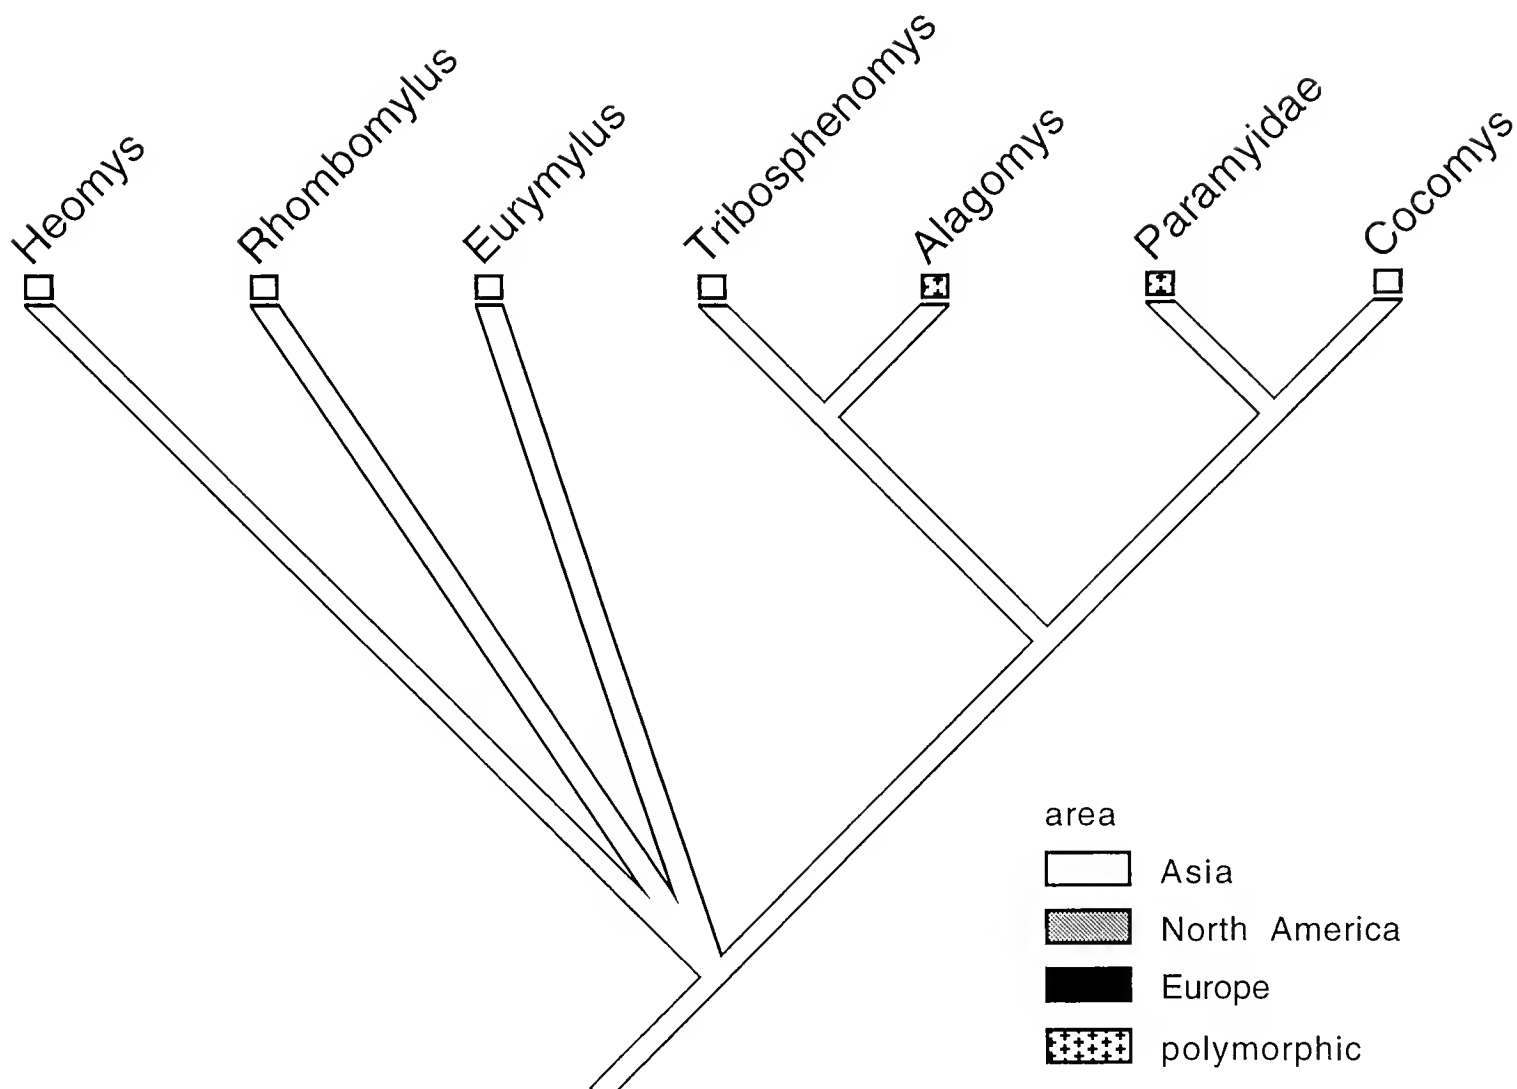 Heomys
Rhombomylus
Eurymylus
Tribosphenomys
Alagomys
Paramyidae
Cocomys
area
Asia
North America
Europe
polymorphic